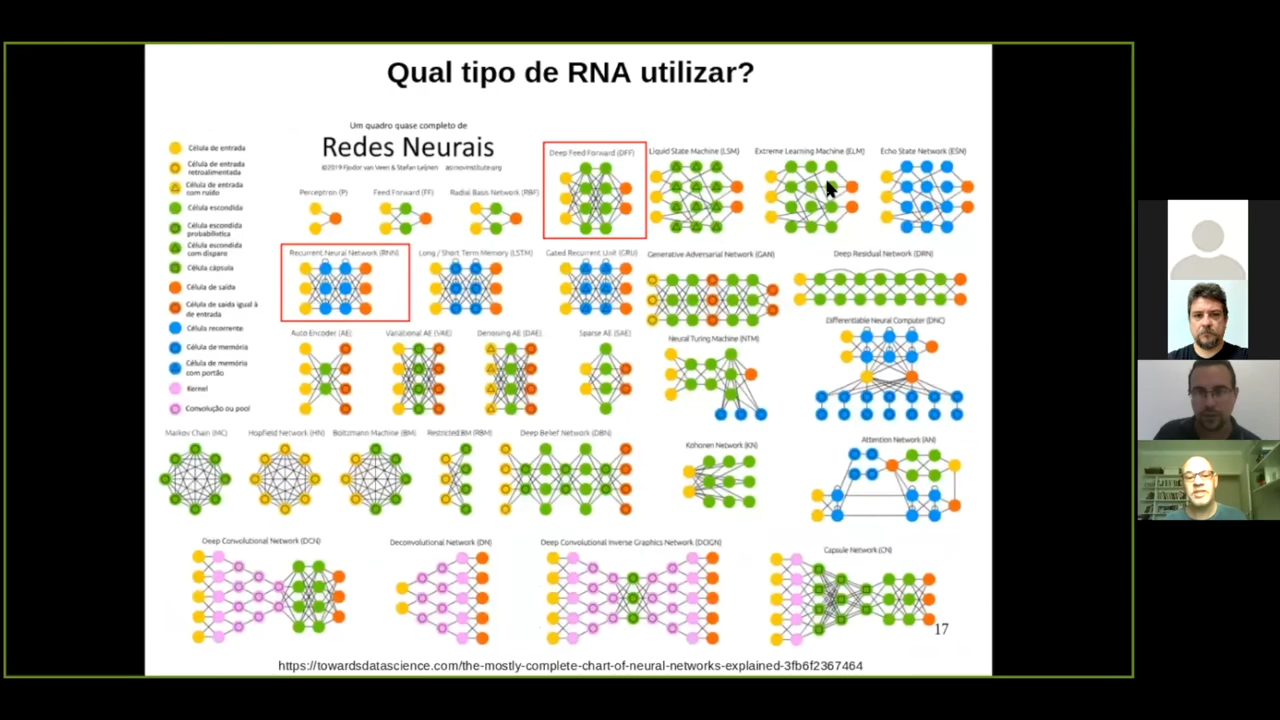 Qual tipo de RNA utilizar?
Um quadro quase completo de
Redes Neurais
©2019 Fjodor van Veen & Stefan Leijnen asimovinstitute.org
Célula de entrada
Célula de entrada
retroalimentada
Célula de entrada
com ruído
Célula escondida
Célula escondida
probabilística
Célula escondida
com disparo
Célula cápsula
Célula de saída
Célula de saída igual à
de entrada
Célula recorrente
Célula de memória
Célula de memória
com portão
Kernel
Convolução ou pool
Perceptron (P)
Feed Forward (FF)
Radial Basis Network (RBF)
Deep Feed Forward (DFF)
Liquid State Machine (LSM)
Extreme Learning Machine (ELM)
Echo State Network (ESN)
Recurrent Neural Network (RNN)
Long / Short Term Memory (LSTM)
Gated Recurrent Unit (GRU)
Generative Adversarial Network (GAN)
Deep Residual Network (DRN)
Auto Encoder (AE)
Variational AE (VAE)
Denoising AE (DAE)
Sparse AE (SAE)
Neural Turing Machine (NTM)
Differentiable Neural Computer (DNC)
Markov Chain (MC)
Hopfield Network (HN)
Boltzmann Machine (BM)
Restricted BM (RBM)
Deep Belief Network (DBN)
Kohonen Network (KN)
Attention Network (AN)
Deep Convolutional Network (DCN)
Deconvolutional Network (DN)
Deep Convolutional Inverse Graphics Network (DCIGN)
Capsule Network (CN)
17
https://towardsdatascience.com/the-mostly-complete-chart-of-neural-networks-explained-3fb6f2367464